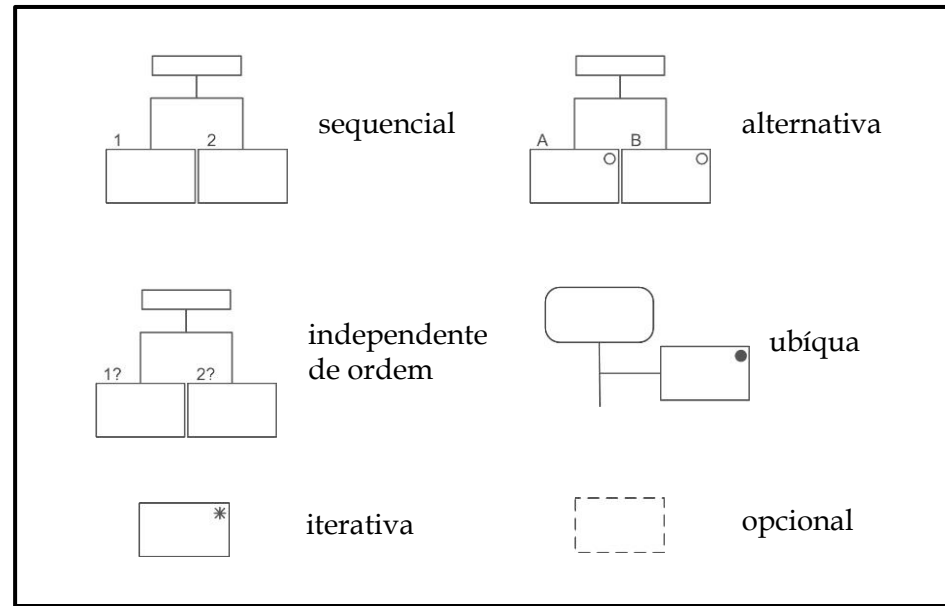 1 2
sequencial
A B
alternativa
1? 2?
independente
de ordem
ubíqua
iterativa
opcional